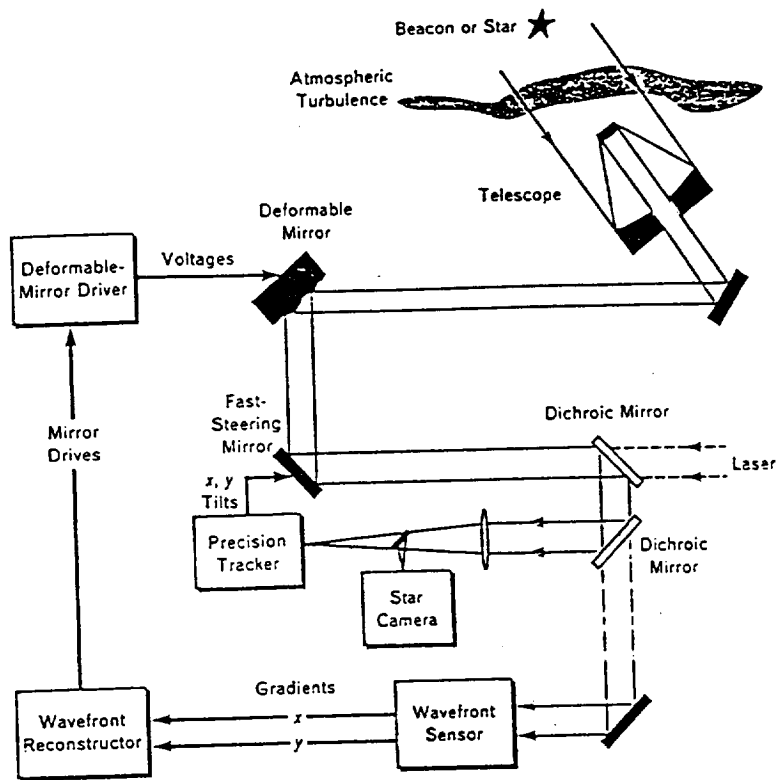 Beacon or Star
Atmospheric
Turbulence
Telescope
Deformable
Mirror
Deformable-
Mirror Driver
Voltages
Mirror
Drives
Fast-
Steering
Mirror
Dichroic Mirror
Laser
x, y
Tilts
Precision
Tracker
Star
Camera
Dichroic
Mirror
Gradients
x
y
Wavefront
Sensor
Wavefront
Reconstructor